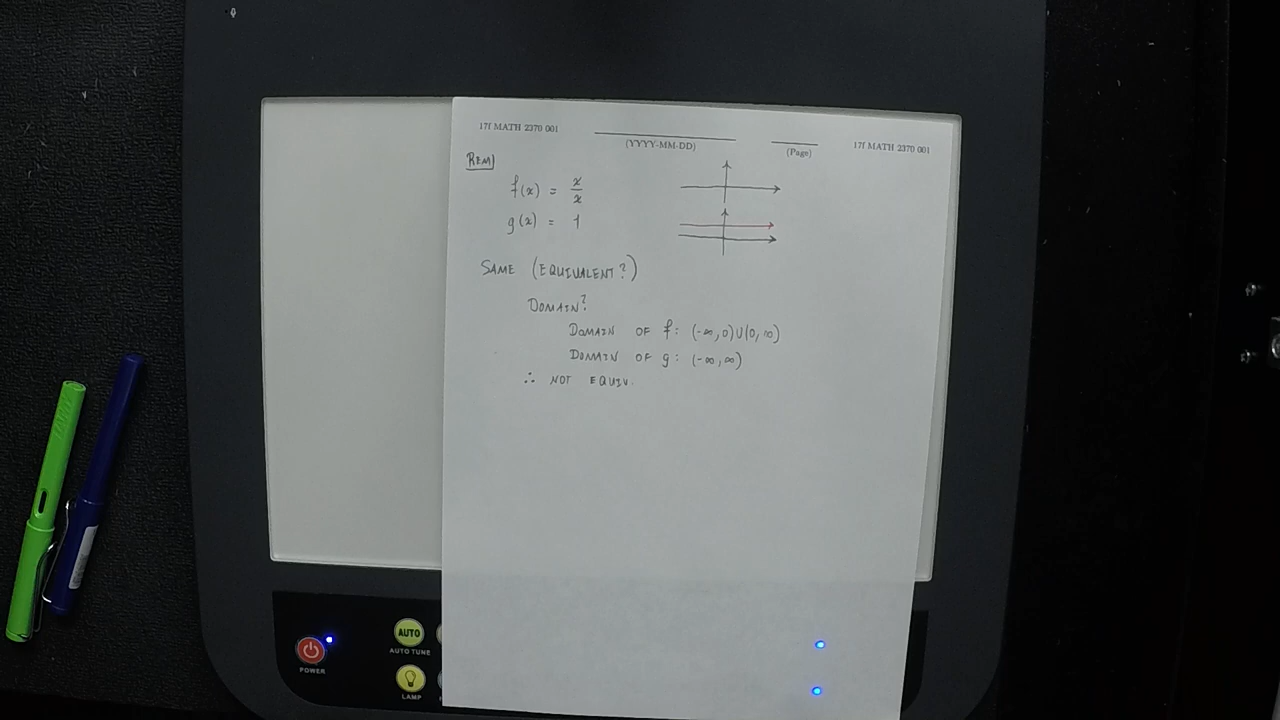 17f MATH 2370 001
(YYYY-MM-DD)
(Page)
17f MATH 2370 001
REM
f(x) = x/x
g(x) = 1
SAME (EQUIVALENT?)
DOMAIN?
DOMAIN OF f: (-∞,0)∪(0,∞)
DOMAIN OF g: (-∞,∞)
∴ NOT EQUIV.
POWER
AUTO
AUTO TUNE
LAMP